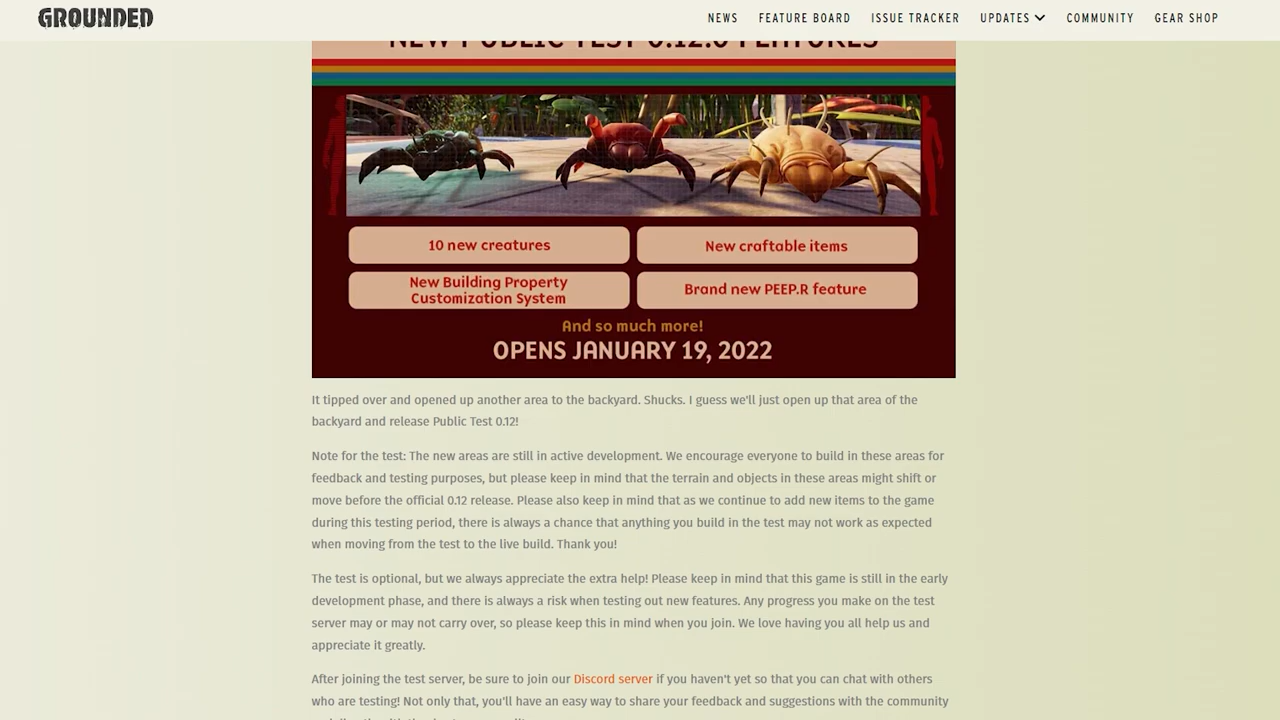 GROUNDED
NEWS FEATURE BOARD ISSUE TRACKER UPDATES COMMUNITY GEAR SHOP
NEW PUBLIC TEST 0.12.0 FEATURES
10 new creatures
New craftable items
New Building Property
Customization System
Brand new PEEP.R feature
And so much more!
OPENS JANUARY 19, 2022
It tipped over and opened up another area to the backyard. Shucks. I guess we'll just open up that area of the
backyard and release Public Test 0.12!
Note for the test: The new areas are still in active development. We encourage everyone to build in these areas for
feedback and testing purposes, but please keep in mind that the terrain and objects in these areas might shift or
move before the official 0.12 release. Please also keep in mind that as we continue to add new items to the game
during this testing period, there is always a chance that anything you build in the test may not work as expected
when moving from the test to the live build. Thank you!
The test is optional, but we always appreciate the extra help! Please keep in mind that this game is still in the early
development phase, and there is always a risk when testing out new features. Any progress you make on the test
server may or may not carry over, so please keep this in mind when you join. We love having you all help us and
appreciate it greatly.
After joining the test server, be sure to join our Discord server if you haven't yet so that you can chat with others
who are testing! Not only that, you'll have an easy way to share your feedback and suggestions with the community